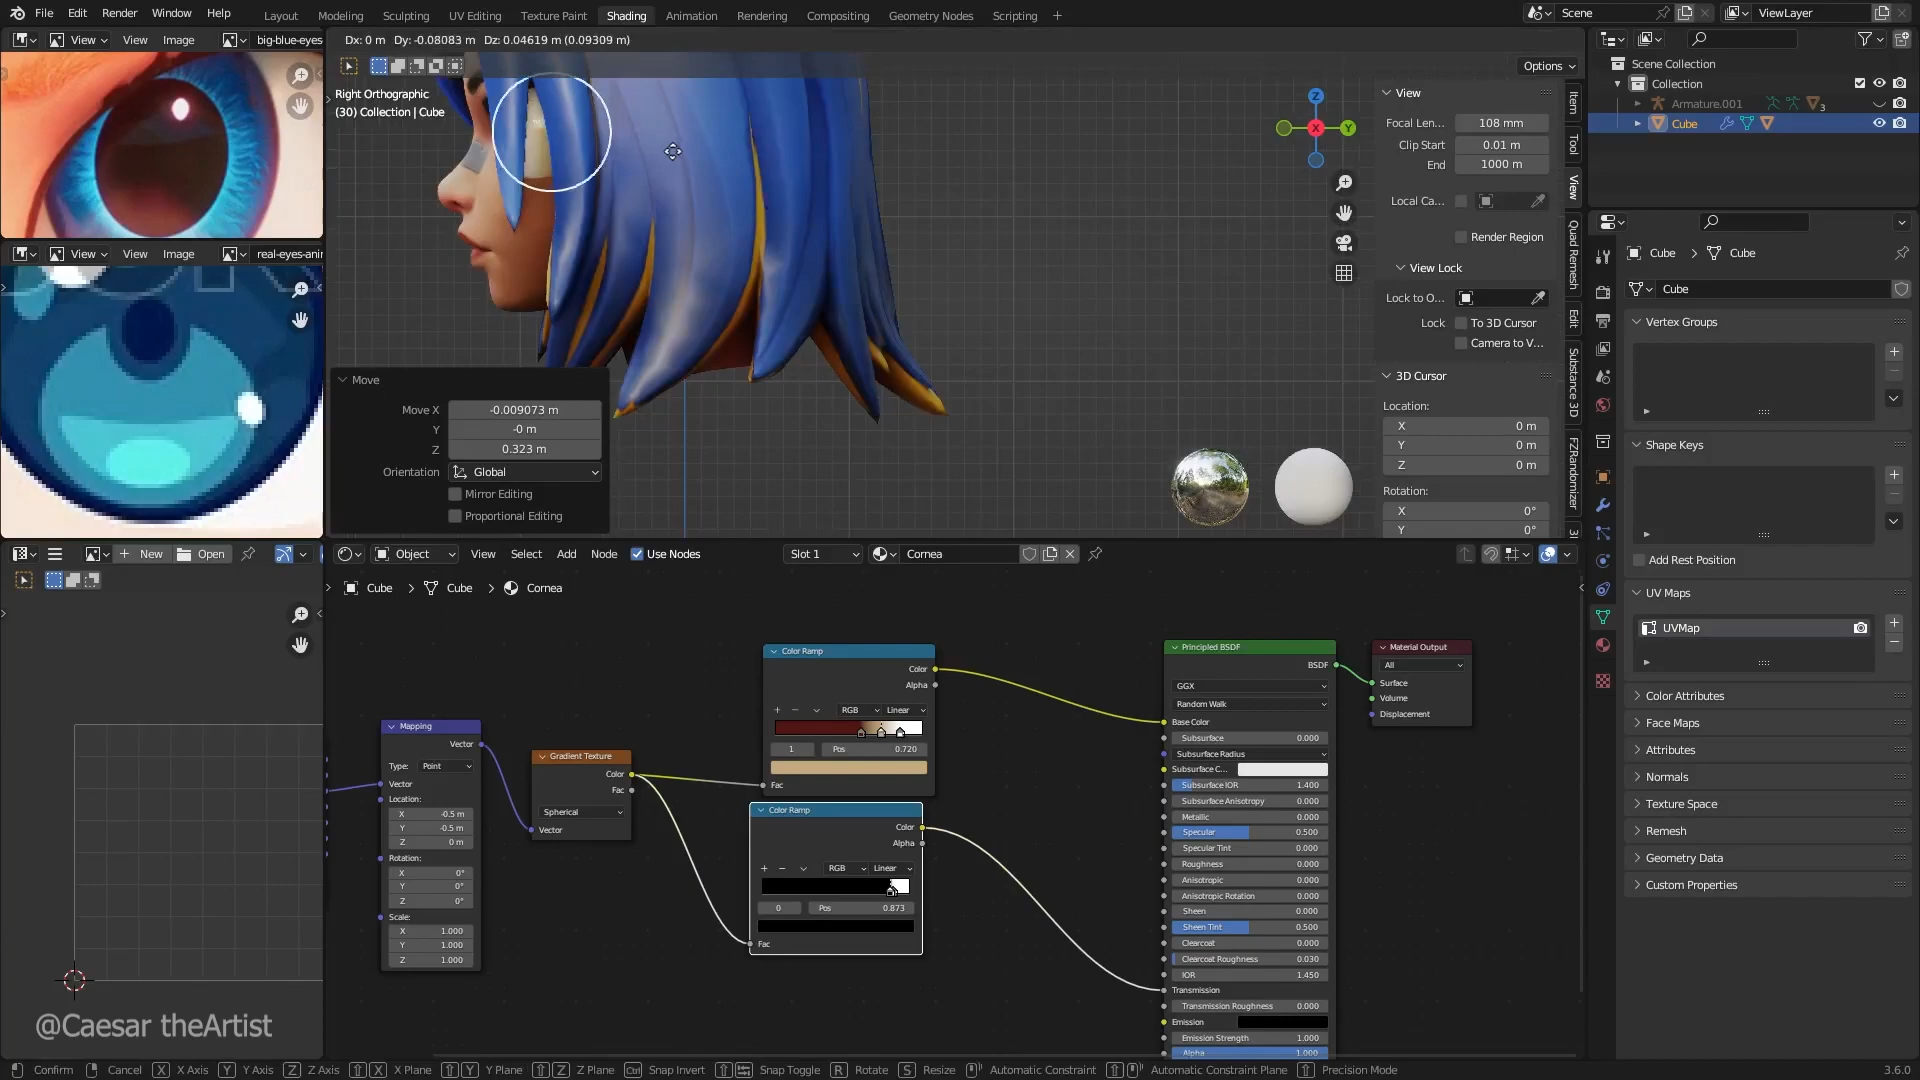 File Edit Render Window Help Layout Modeling Sculpting UV Editing Texture Paint Shading Animation Rendering Compositing Geometry Nodes Scripting Scene ViewLayer
View View Image big-blue-eyes
Dx: 0 m Dy: -0.08083 m Dz: 0.04619 m (0.09309 m)
Options
Right Orthographic
(30) Collection | Cube
Z
X
Y
View
Focal Len... 108 mm
Clip Start 0.01 m
End 1000 m
Local Ca...
Render Region
View Lock
Lock to O...
Lock To 3D Cursor
Camera to V...
3D Cursor
Location:
X 0 m
Y 0 m
Z 0 m
Rotation:
X 0°
Y 0°
Item
Tool
View
Quad Remesh
Edit
Substance 3D
FZRandomizer
3l
View View Image real-eyes-anir
Move
Move X -0.009073 m
Y -0 m
Z 0.323 m
Orientation Global
Mirror Editing
Proportional Editing
Scene Collection
Collection
Armature.001 3
Cube
Cube > Cube
Cube
Vertex Groups
Shape Keys
Add Rest Position
UV Maps
UVMap
Color Attributes
Face Maps
Attributes
Normals
Texture Space
Remesh
Geometry Data
Custom Properties
New Open
Object View Select Add Node Use Nodes Slot 1 Cornea
Cube > Cube > Cornea
Mapping
Vector
Type: Point
Vector
Location:
X -0.5 m
Y -0.5 m
Z 0 m
Rotation:
X 0°
Y 0°
Z 0°
Scale:
X 1.000
Y 1.000
Z 1.000
Gradient Texture
Color
Fac
Spherical
Vector
Color Ramp
Color
Alpha
RGB Linear
1 Pos 0.720
Fac
Color Ramp
Color
Alpha
RGB Linear
0 Pos 0.873
Fac
Principled BSDF
BSDF
GGX
Random Walk
Base Color
Subsurface 0.000
Subsurface Radius
Subsurface C...
Subsurface IOR 1.400
Subsurface Anisotropy 0.000
Metallic 0.000
Specular 0.500
Specular Tint 0.000
Roughness 0.000
Anisotropic 0.000
Anisotropic Rotation 0.000
Sheen 0.000
Sheen Tint 0.500
Clearcoat 0.000
Clearcoat Roughness 0.030
IOR 1.450
Transmission
Transmission Roughness 0.000
Emission
Emission Strength 1.000
Alpha 1.000
Material Output
All
Surface
Volume
Displacement
@Caesar theArtist
Confirm Cancel X X Axis Y Y Axis Z Z Axis X X Plane Y Y Plane Z Z Plane Ctrl Snap Invert Snap Toggle R Rotate S Resize Automatic Constraint Automatic Constraint Plane Precision Mode 3.6.0